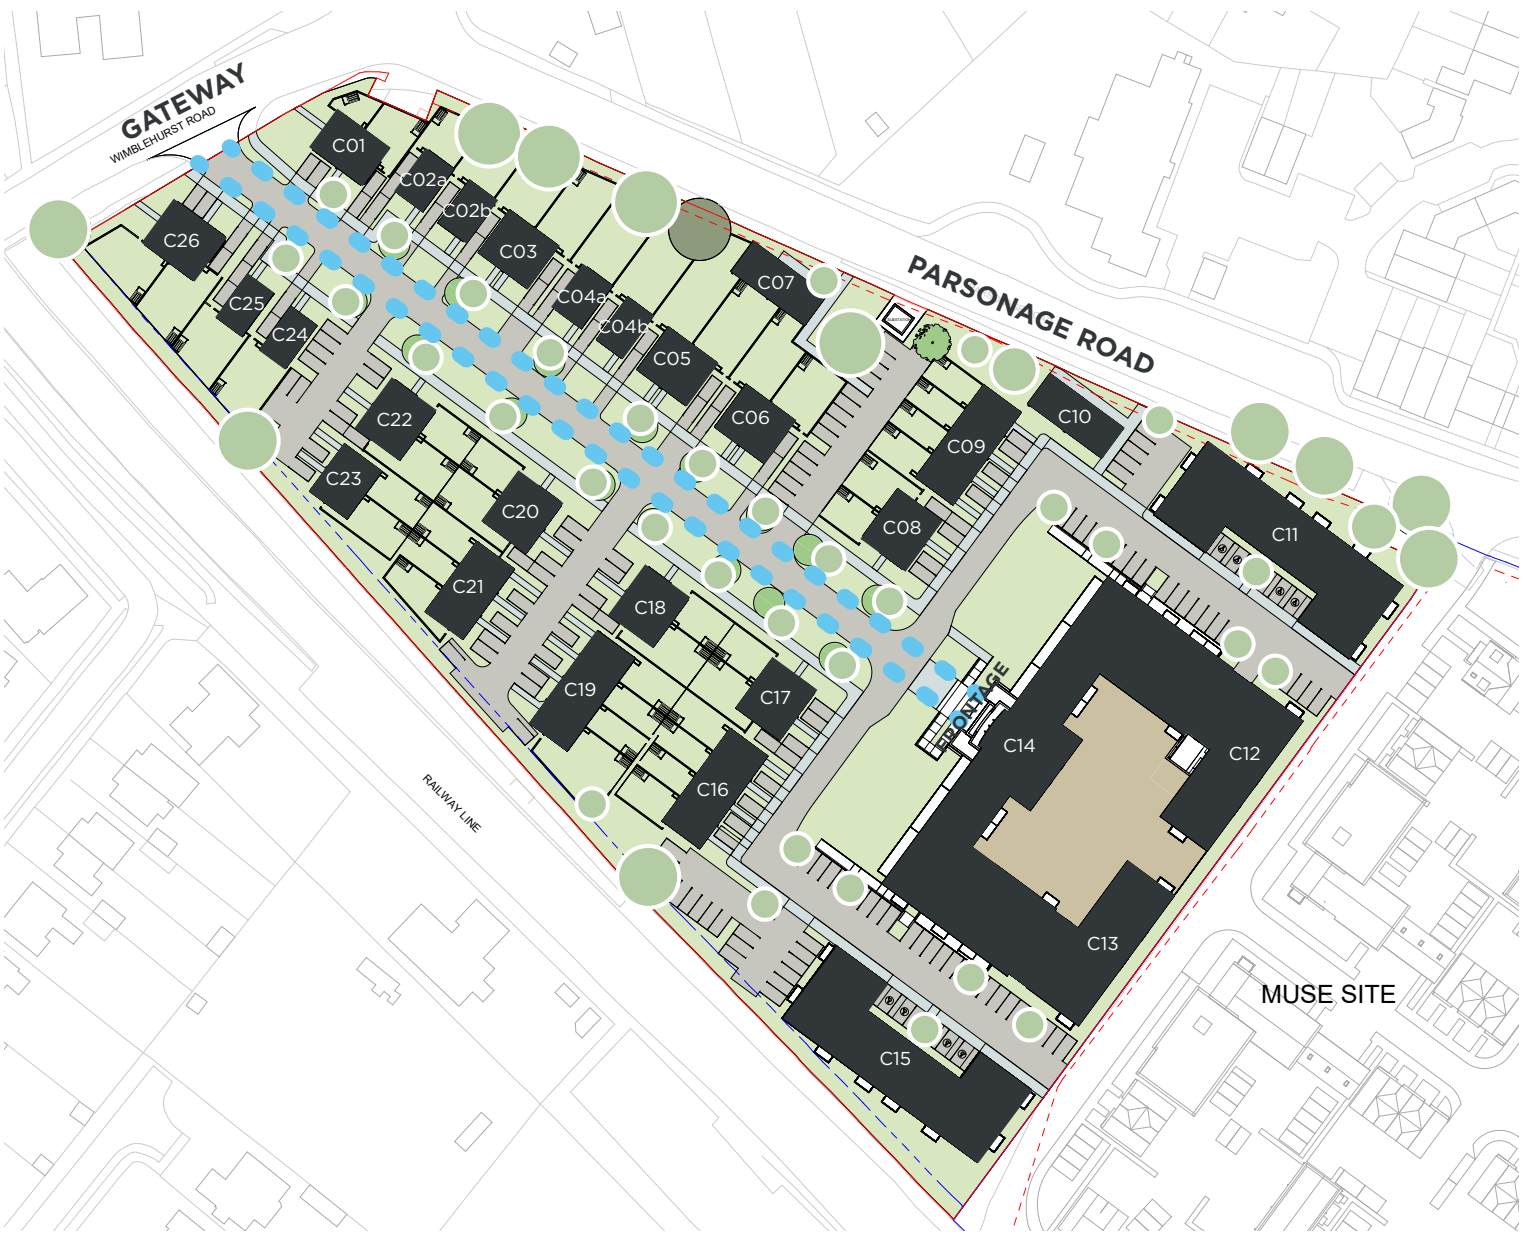 GATEWAY
WIMBLEHURST ROAD
C01
C02a
C02b
C26
C03
PARSONAGE ROAD
C07
C25
C04a
C24
C04b
C05
C22
C06
C10
C09
C23
C20
C08
C11
C21
C18
C19
C17
FRONTAGE
C14
C12
RAILWAY LINE
C16
C13
MUSE SITE
C15